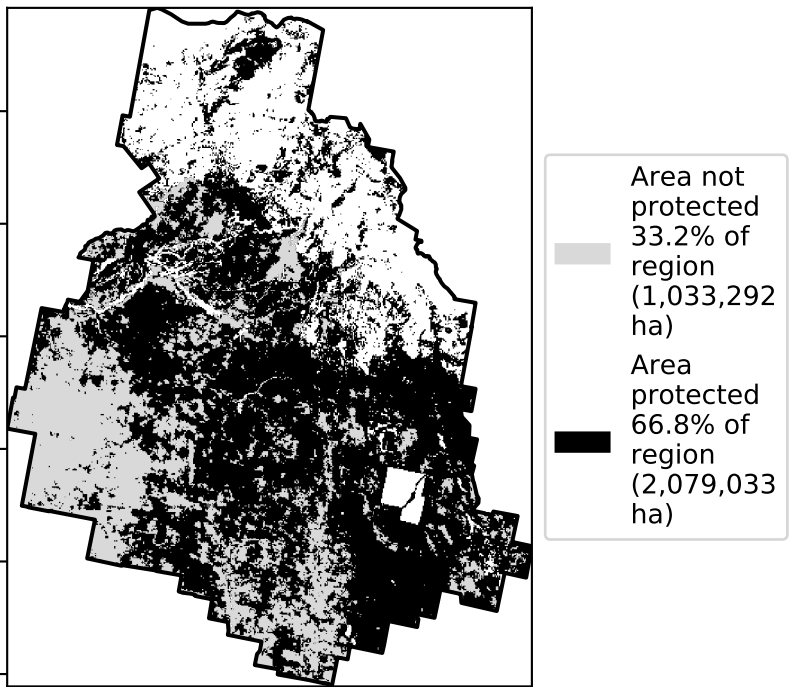 Area not
protected
33.2% of
region
(1,033,292
ha)
Area
protected
66.8% of
region
(2,079,033
ha)